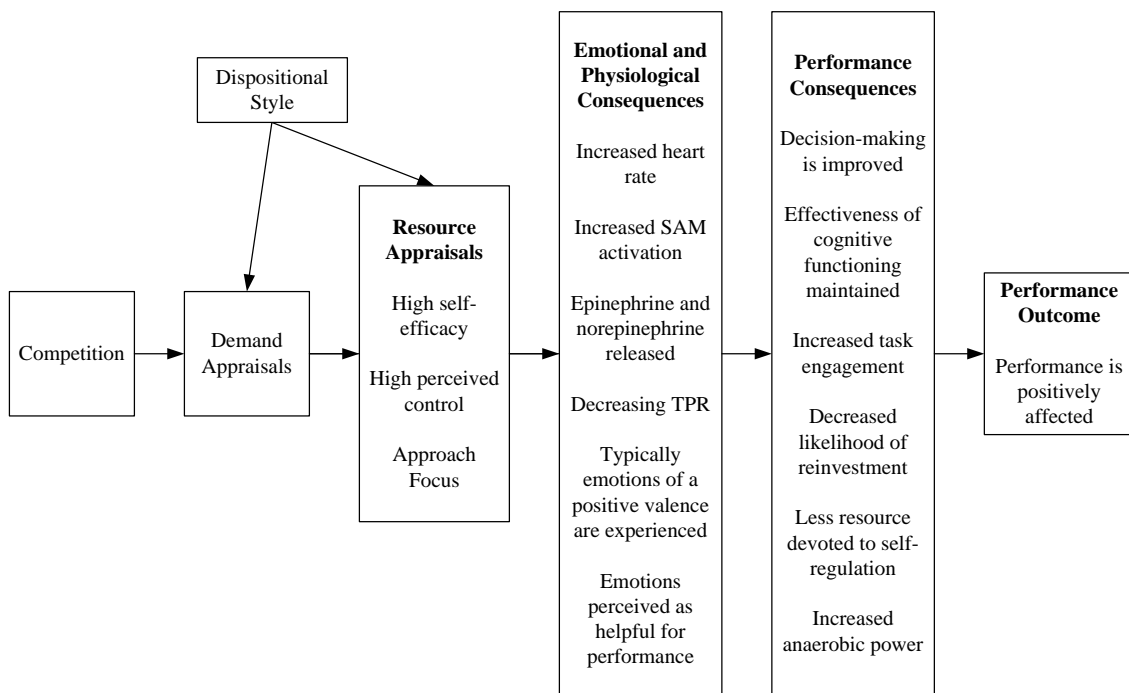 Dispositional
Style
Competition
Demand
Appraisals
Resource
Appraisals
High self-
efficacy
High perceived
control
Approach
Focus
Emotional and
Physiological
Consequences
Increased heart
rate
Increased SAM
activation
Epinephrine and
norepinephrine
released
Decreasing TPR
Typically
emotions of a
positive valence
are experienced
Emotions
perceived as
helpful for
performance
Performance
Consequences
Decision-making
is improved
Effectiveness of
cognitive
functioning
maintained
Increased task
engagement
Decreased
likelihood of
reinvestment
Less resource
devoted to self-
regulation
Increased
anaerobic power
Performance
Outcome
Performance is
positively
affected